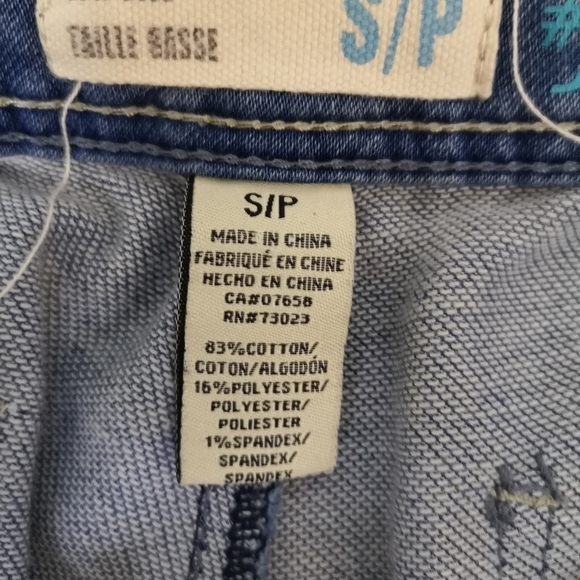 TAILLE BASSE
S/P
S/P
MADE IN CHINA
FABRIQUÉ EN CHINE
HECHO EN CHINA
CA#07658
RN#73023
83%COTTON/
COTON/ALGODÓN
16%POLYESTER/
POLYESTER/
POLIESTER
1%SPANDEX/
SPANDEX/
SPANDEX